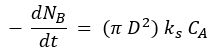 − dN_B/dt = (π D²) k_s C_A